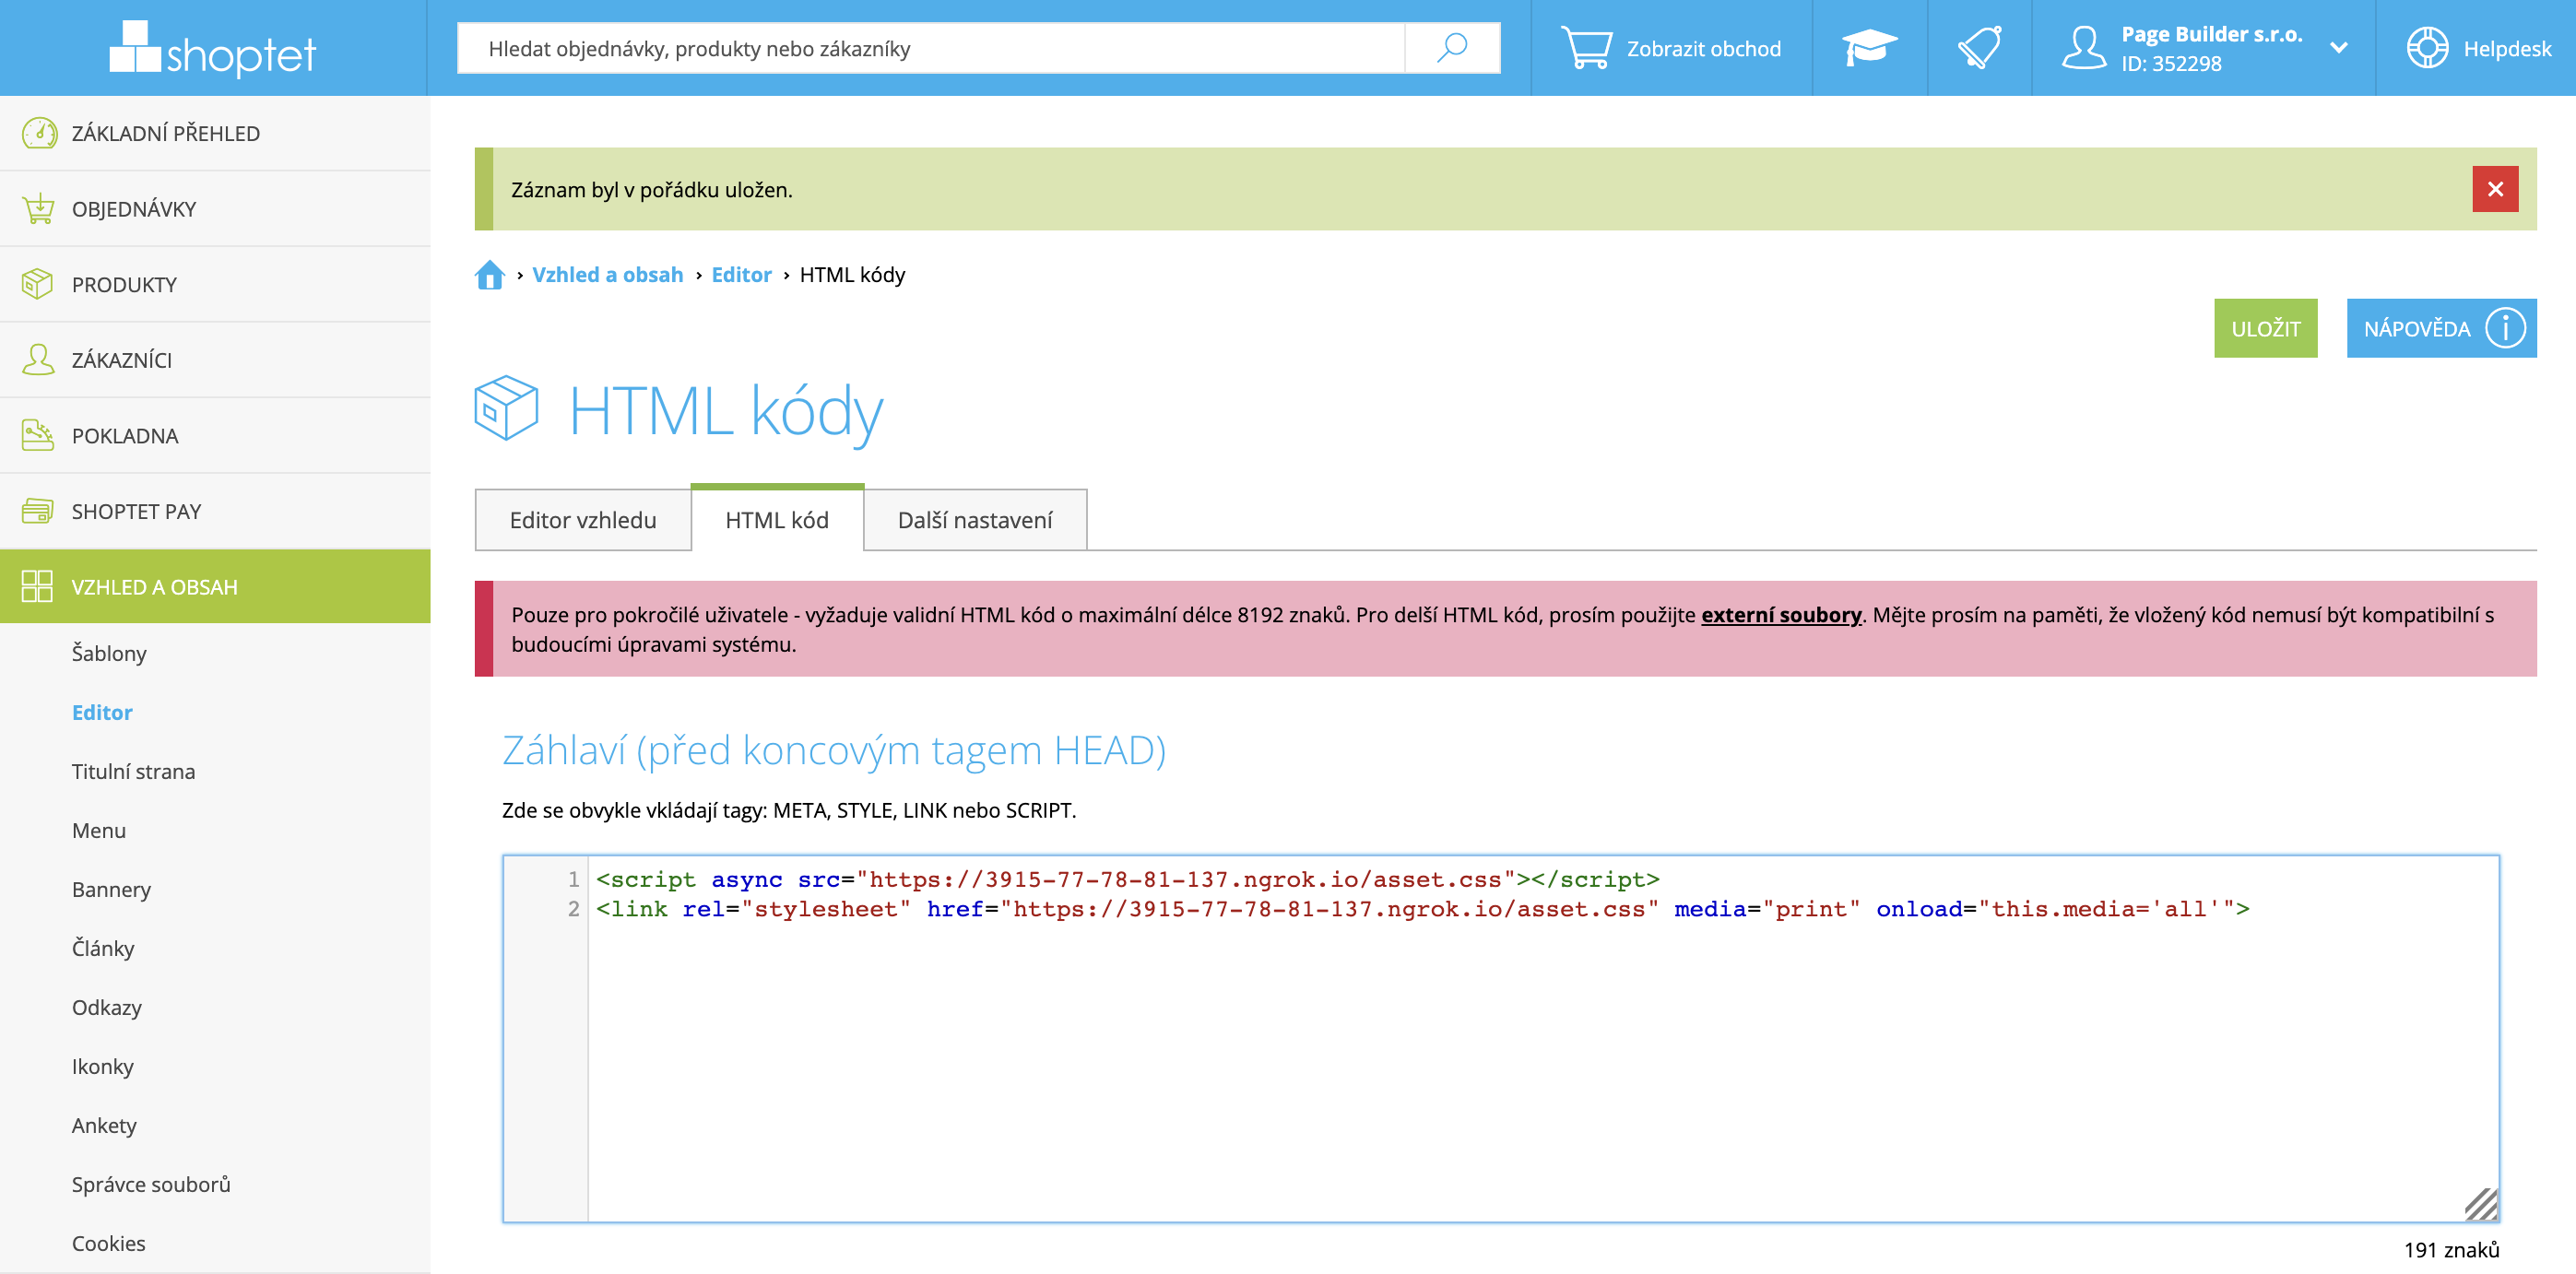 shoptet
Hledat objednávky, produkty nebo zákazníky
Zobrazit obchod
Page Builder s.r.o.
ID: 352298
Helpdesk
ZÁKLADNÍ PŘEHLED
OBJEDNÁVKY
PRODUKTY
ZÁKAZNÍCI
POKLADNA
SHOPTET PAY
VZHLED A OBSAH
Šablony
Editor
Titulní strana
Menu
Bannery
Články
Odkazy
Ikonky
Ankety
Správce souborů
Cookies
Záznam byl v pořádku uložen.
› Vzhled a obsah › Editor › HTML kódy
ULOŽIT
NÁPOVĚDA
HTML kódy
Editor vzhledu
HTML kód
Další nastavení
Pouze pro pokročilé uživatele - vyžaduje validní HTML kód o maximální délce 8192 znaků. Pro delší HTML kód, prosím použijte externí soubory. Mějte prosím na paměti, že vložený kód nemusí být kompatibilní s
budoucími úpravami systému.
Záhlaví (před koncovým tagem HEAD)
Zde se obvykle vkládají tagy: META, STYLE, LINK nebo SCRIPT.
1 <script async src="https://3915-77-78-81-137.ngrok.io/asset.css"></script>
2 <link rel="stylesheet" href="https://3915-77-78-81-137.ngrok.io/asset.css" media="print" onload="this.media='all'">
191 znaků